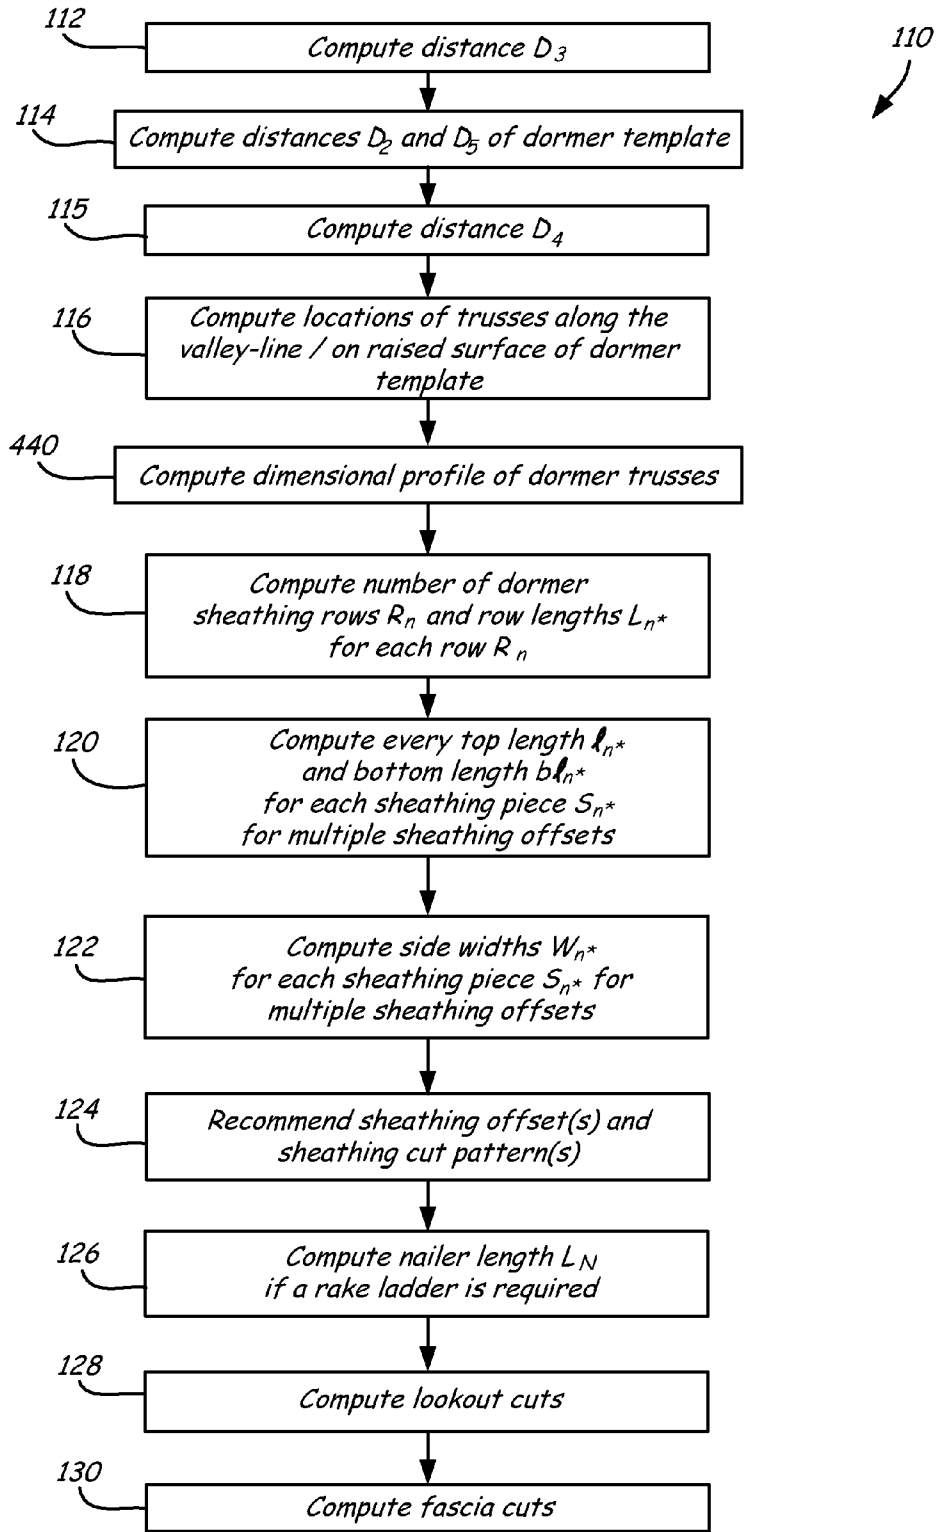 112
Compute distance D3
110
114
Compute distances D2 and D5 of dormer template
115
Compute distance D4
116
Compute locations of trusses along the
valley-line / on raised surface of dormer
template
440
Compute dimensional profile of dormer trusses
118
Compute number of dormer
sheathing rows Rn and row lengths Ln*
for each row Rn
120
Compute every top length ℓn*
and bottom length bℓn*
for each sheathing piece Sn*
for multiple sheathing offsets
122
Compute side widths Wn*
for each sheathing piece Sn* for
multiple sheathing offsets
124
Recommend sheathing offset(s) and
sheathing cut pattern(s)
126
Compute nailer length LN
if a rake ladder is required
128
Compute lookout cuts
130
Compute fascia cuts